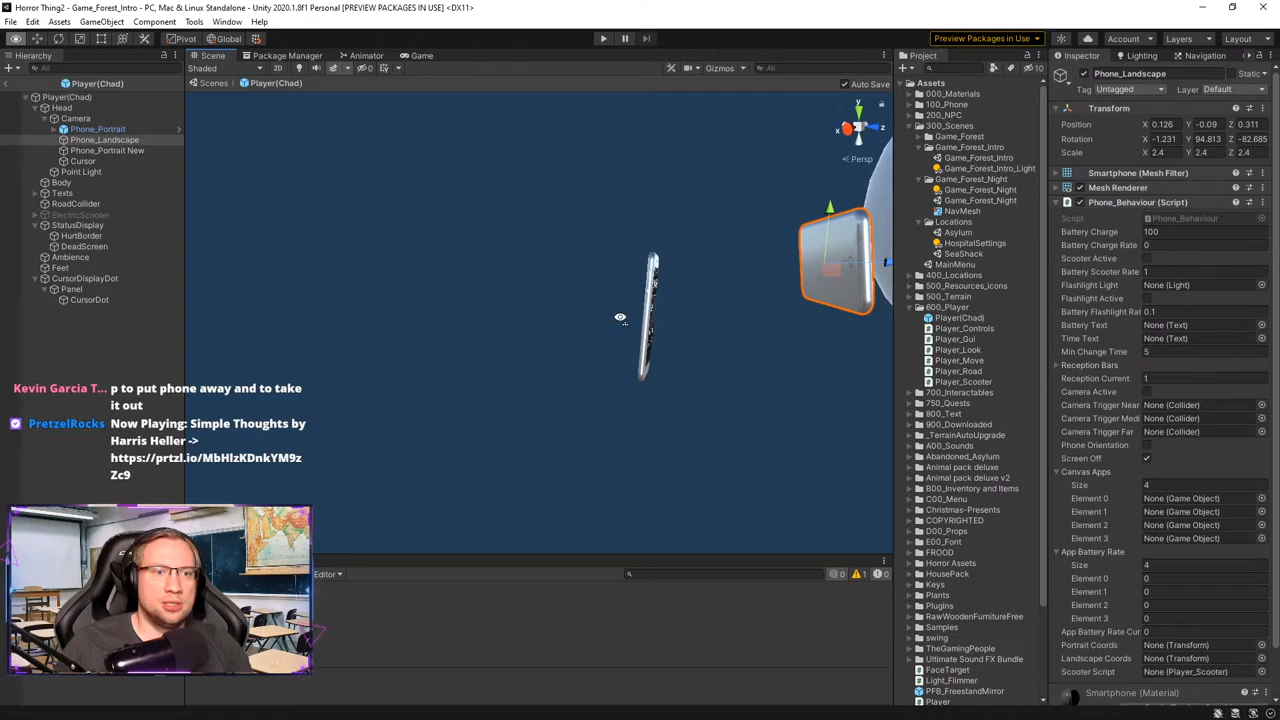 Horror Thing2 - Game_Forest_Intro - PC, Mac & Linux Standalone - Unity 2020.1.8f1 Personal [PREVIEW PACKAGES IN USE] <DX11>
File Edit Assets GameObject Component Tools Window Help
Pivot Global
Preview Packages in Use
Account Layers Layout
Hierarchy
All
Player(Chad)
Player(Chad)
Head
Camera
Phone_Portrait
Phone_Landscape
Phone_Portrait New
Cursor
Point Light
Body
Texts
RoadCollider
ElectricScooter
StatusDisplay
HurtBorder
DeadScreen
Ambience
Feet
CursorDisplayDot
Panel
CursorDot
Scene Package Manager Animator Game
Shaded 2D 0 Gizmos All
Scenes Player(Chad) Auto Save
y
x z
Persp
Kevin Garcia T... p to put phone away and to take
it out
PretzelRocks Now Playing: Simple Thoughts by
Harris Heller ->
https://prtzl.io/MbHlzKDnkYM9z
Zc9
Editor
0 1 0
Project
10
Assets
000_Materials
100_Phone
200_NPC
300_Scenes
Game_Forest
Game_Forest_Intro
Game_Forest_Intro
Game_Forest_Intro_Light
Game_Forest_Night
Game_Forest_Night
Game_Forest_Night
NavMesh
Locations
Asylum
HospitalSettings
SeaShack
MainMenu
400_Locations
500_Resources_icons
500_Terrain
600_Player
Player(Chad)
Player_Controls
Player_Gui
Player_Look
Player_Move
Player_Road
Player_Scooter
700_Interactables
750_Quests
800_Text
900_Downloaded
_TerrainAutoUpgrade
A00_Sounds
Abandoned_Asylum
Animal pack deluxe
Animal pack deluxe v2
B00_Inventory and Items
C00_Menu
Christmas-Presents
COPYRIGHTED
D00_Props
E00_Font
FROOD
Horror Assets
HousePack
Keys
Plants
Plugins
RawWoodenFurnitureFree
Samples
swing
TheGamingPeople
Ultimate Sound FX Bundle
FaceTarget
Light_Flimmer
PFB_FreestandMirror
Player
Inspector Lighting Navigation
Phone_Landscape Static
Tag Untagged Layer Default
Transform
Position X 0.126 Y -0.09 Z 0.311
Rotation X -1.231 Y 94.813 Z -82.685
Scale X 2.4 Y 2.4 Z 2.4
Smartphone (Mesh Filter)
Mesh Renderer
Phone_Behaviour (Script)
Script Phone_Behaviour
Battery Charge 100
Battery Charge Rate 0
Scooter Active
Battery Scooter Rate 1
Flashlight Light None (Light)
Flashlight Active
Battery Flashlight Rat 0.1
Battery Text None (Text)
Time Text None (Text)
Min Change Time 5
Reception Bars
Reception Current 1
Camera Active
Camera Trigger Near None (Collider)
Camera Trigger Medi None (Collider)
Camera Trigger Far None (Collider)
Phone Orientation
Screen Off
Canvas Apps
Size 4
Element 0 None (Game Object)
Element 1 None (Game Object)
Element 2 None (Game Object)
Element 3 None (Game Object)
App Battery Rate
Size 4
Element 0 0
Element 1 0
Element 2 0
Element 3 0
App Battery Rate Cur 0
Portrait Coords None (Transform)
Landscape Coords None (Transform)
Scooter Script None (Player_Scooter)
Smartphone (Material)